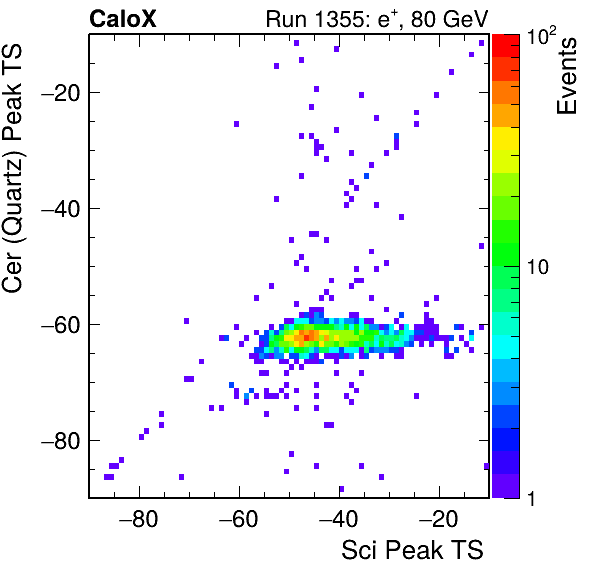 CaloX Run 1355: e⁺, 80 GeV
Cer (Quartz) Peak TS
−20
−40
−60
−80
−80 −60 −40 −20
Sci Peak TS
10²
10
1
Events